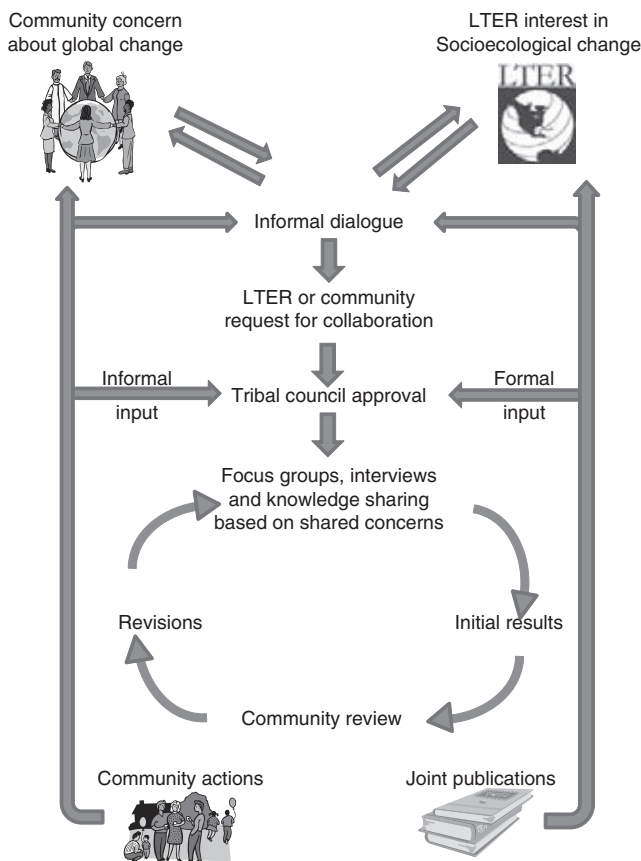 Community concern
about global change
LTER interest in
Socioecological change
LTER
Informal dialogue
LTER or community
request for collaboration
Informal
input
Tribal council approval
Formal
input
Focus groups, interviews
and knowledge sharing
based on shared concerns
Revisions
Initial results
Community review
Community actions
Joint publications